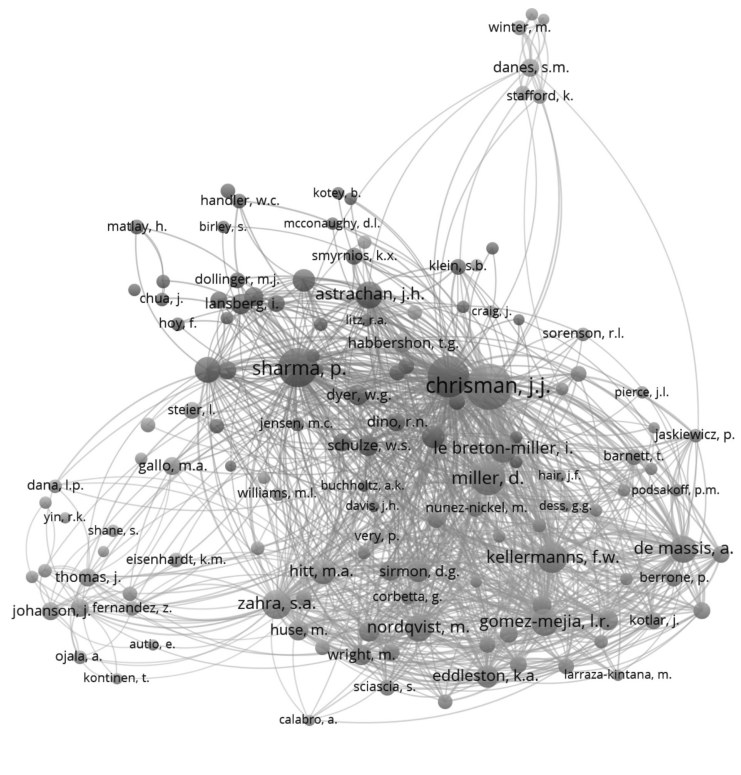 winter, m.
danes, s.m.
stafford, k.
kotey, b.
handler, w.c.
matlay, h.
birley, s.
mcconaughy, d.l.
smyrnios, k.x.
klein, s.b.
dollinger, m.j.
chua, j.
lansberg, i.
astrachan, j.h.
craig, j.
hoy, f.
litz, r.a.
sorenson, r.l.
habbershon, t.g.
sharma, p.
chrisman, j.j.
dyer, w.g.
pierce, j.l.
steier, l.
jensen, m.c.
dino, r.n.
jaskiewicz, p.
schulze, w.s.
le breton-miller, i.
barnett, t.
gallo, m.a.
miller, d.
hair, j.f.
dana, l.p.
williams, m.l.
buchholtz, a.k.
podsakoff, p.m.
davis, j.h.
nunez-nickel, m.
dess, g.g.
yin, r.k.
shane, s.
very, p.
de massis, a.
eisenhardt, k.m.
kellermanns, f.w.
thomas, j.
hitt, m.a.
sirmon, d.g.
berrone, p.
corbetta, g.
johanson, j.
fernandez, z.
zahra, s.a.
huse, m.
nordqvist, m.
gomez-mejia, l.r.
kotlar, j.
autio, e.
ojala, a.
wright, m.
kontinen, t.
sciascia, s.
eddleston, k.a.
larraza-kintana, m.
calabro, a.